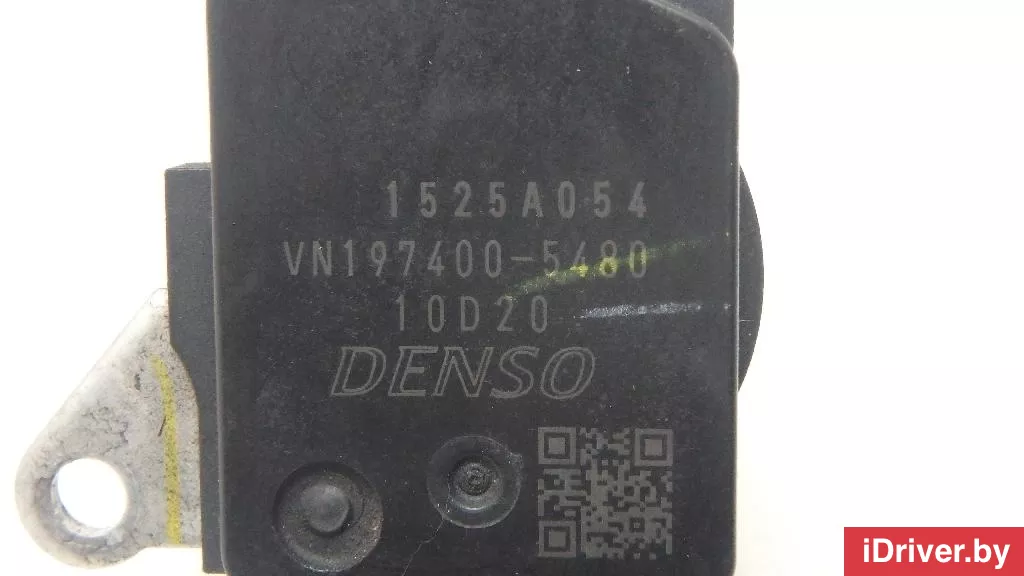 1525A054
VN197400-5480
10D20
DENSO
iDriver.by